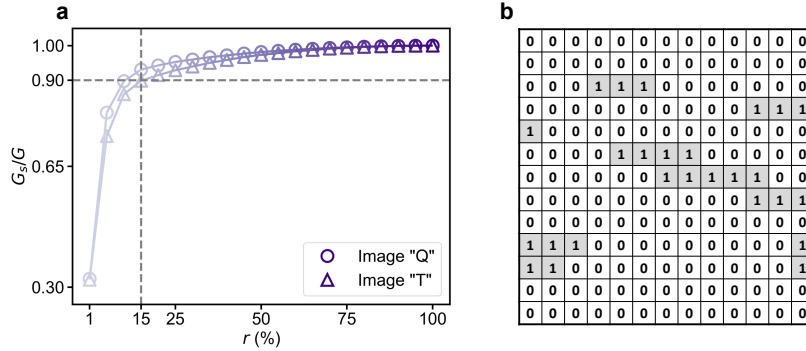 a
G_s/G
1.00
0.90
0.65
0.30
Image "Q"
Image "T"
1 15 25 50 75 100
r (%)
b
0 0 0 0 0 0 0 0 0 0 0 0 0
0 0 0 0 0 0 0 0 0 0 0 0 0
0 0 0 1 1 1 0 0 0 0 0 0 0
0 0 0 0 0 0 0 0 0 0 1 1 1
1 0 0 0 0 0 0 0 0 0 0 0 0
0 0 0 0 1 1 1 1 0 0 0 0 0
0 0 0 0 0 0 1 1 1 1 1 0 0
0 0 0 0 0 0 0 0 0 0 1 1 1
0 0 0 0 0 0 0 0 0 0 0 0 0
1 1 1 0 0 0 0 0 0 0 0 0 1
1 1 0 0 0 0 0 0 0 0 0 0 1
0 0 0 0 0 0 0 0 0 0 0 0 0
0 0 0 0 0 0 0 0 0 0 0 0 0